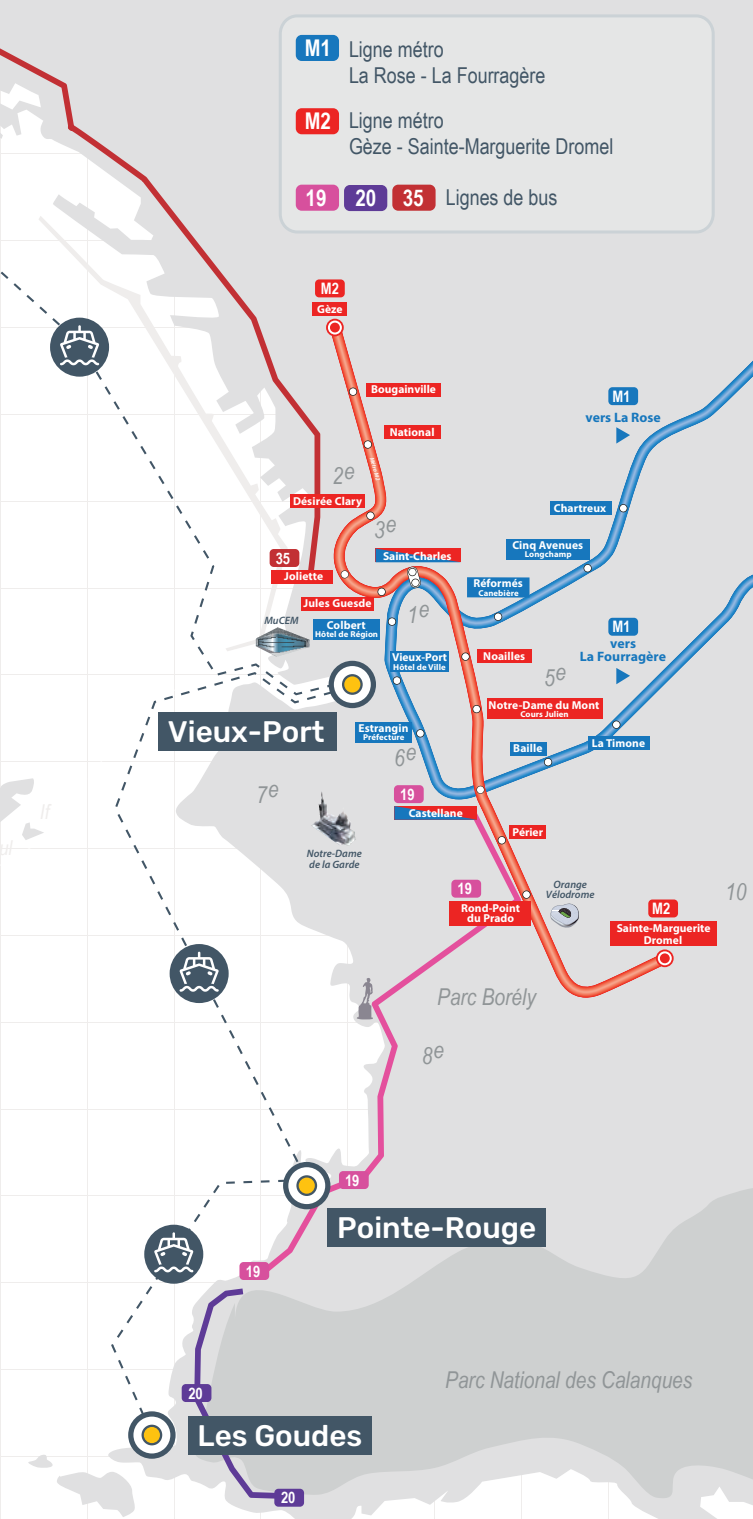 M1 Ligne métro
La Rose - La Fourragère
M2 Ligne métro
Gèze - Sainte-Marguerite Dromel
19 20 35 Lignes de bus
M2
Gèze
Bougainville
National
M1
vers La Rose
2e
Désirée Clary
3e
Chartreux
35
Joliette
Saint-Charles
Cinq Avenues
Longchamp
Jules Guesde
Réformés
Canebière
1e
MuCEM
Colbert
Hôtel de Région
M1
vers
La Fourragère
Vieux-Port
Hôtel de Ville
Noailles
5e
Vieux-Port
Notre-Dame du Mont
Cours Julien
Estrangin
Préfecture
6e
Baille
La Timone
7e
19
Castellane
If
Périer
Notre-Dame
de la Garde
19
Rond-Point
du Prado
Orange
Vélodrome
10
M2
Sainte-Marguerite
Dromel
Parc Borély
8e
19
Pointe-Rouge
19
Parc National des Calanques
20
Les Goudes
20